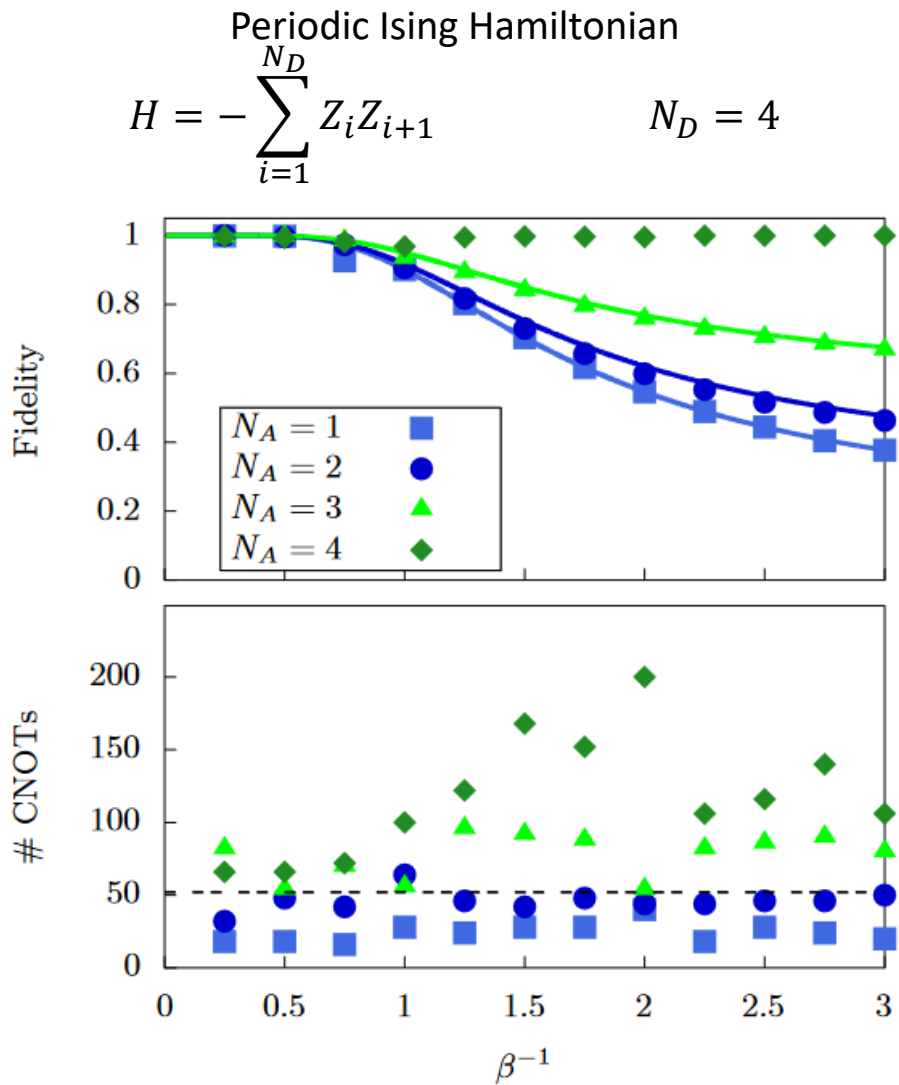 Periodic Ising Hamiltonian
H = − ∑_{i=1}^{N_D} Z_i Z_{i+1} N_D = 4
1
0.8
0.6
0.4
0.2
0
Fidelity
N_A = 1
N_A = 2
N_A = 3
N_A = 4
200
150
100
50
0
# CNOTs
0 0.5 1 1.5 2 2.5 3
β^{-1}